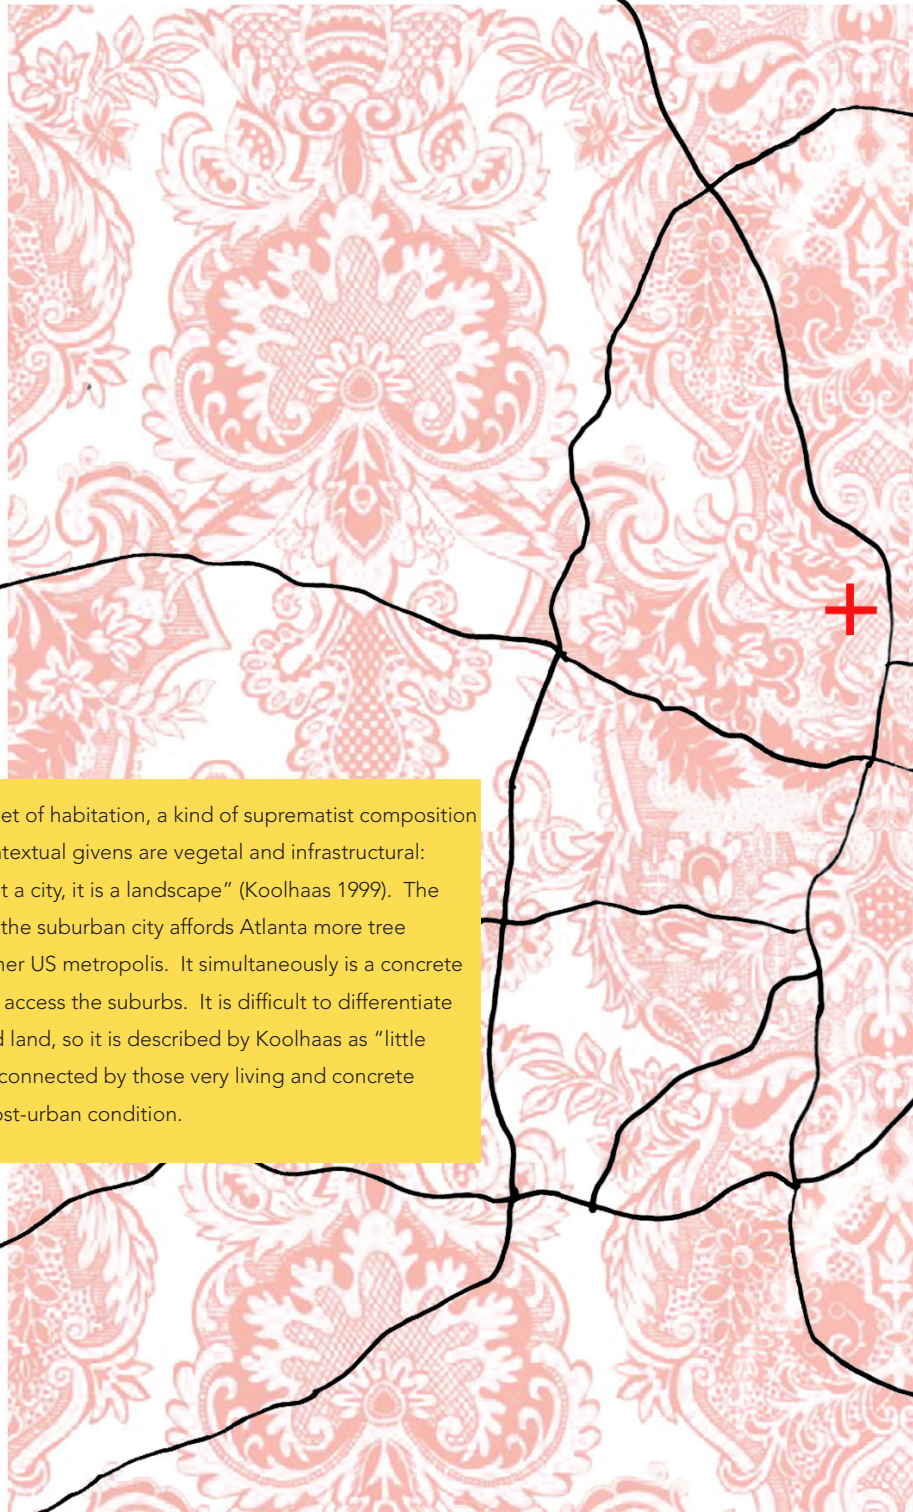 et of habitation, a kind of suprematist composition
textual givens are vegetal and infrastructural:
t a city, it is a landscape” (Koolhaas 1999). The
the suburban city affords Atlanta more tree
her US metropolis. It simultaneously is a concrete
access the suburbs. It is difficult to differentiate
d land, so it is described by Koolhaas as “little
connected by those very living and concrete
ost-urban condition.